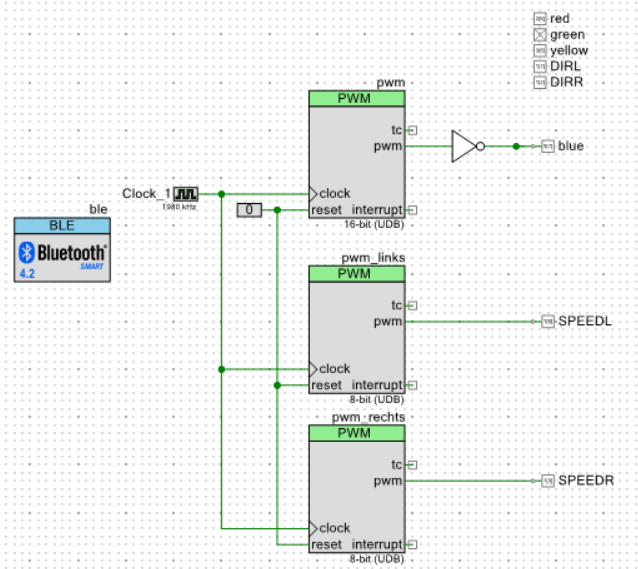 red
green
yellow
DIRL
DIRR
pwm
PWM
tc
pwm
blue
Clock_1
1980 kHz
clock
0
reset interrupt
16-bit (UDB)
ble
BLE
Bluetooth
SMART
4.2
pwm_links
PWM
tc
pwm
SPEEDL
clock
reset interrupt
8-bit (UDB)
pwm_rechts
PWM
tc
pwm
SPEEDR
clock
reset interrupt
8-bit (UDB)